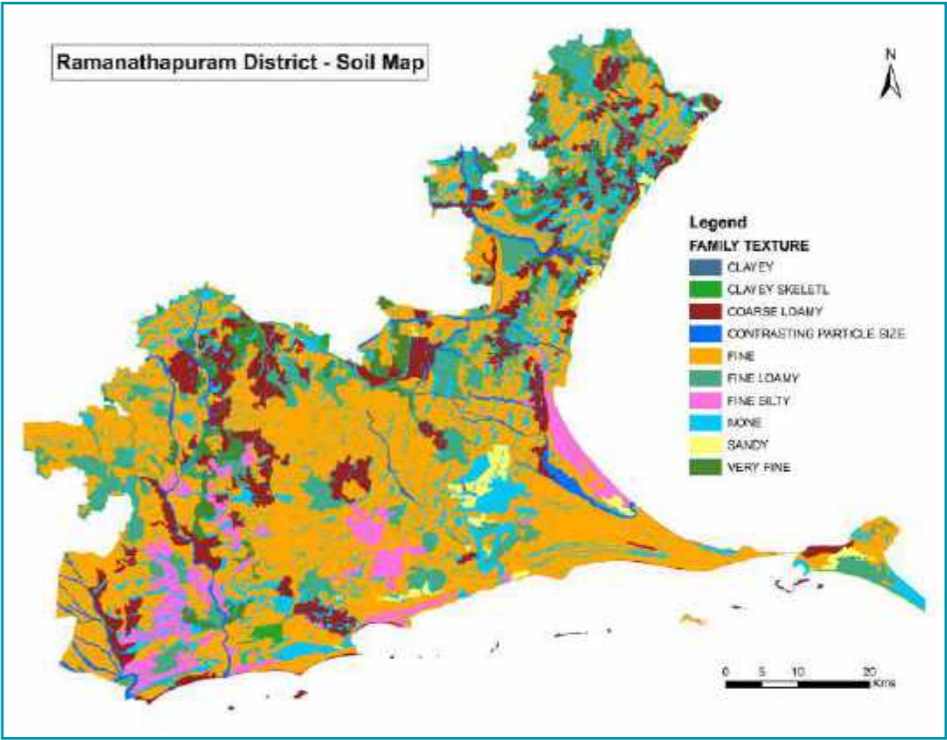 Ramanathapuram District - Soil Map
N
Legend
FAMILY TEXTURE
CLAYEY
CLAYEY SKELETL
COARSE LOAMY
CONTRASTING PARTICLE SIZE
FINE
FINE LOAMY
FINE SILTY
NONE
SANDY
VERY FINE
0 5 10 20
Kms